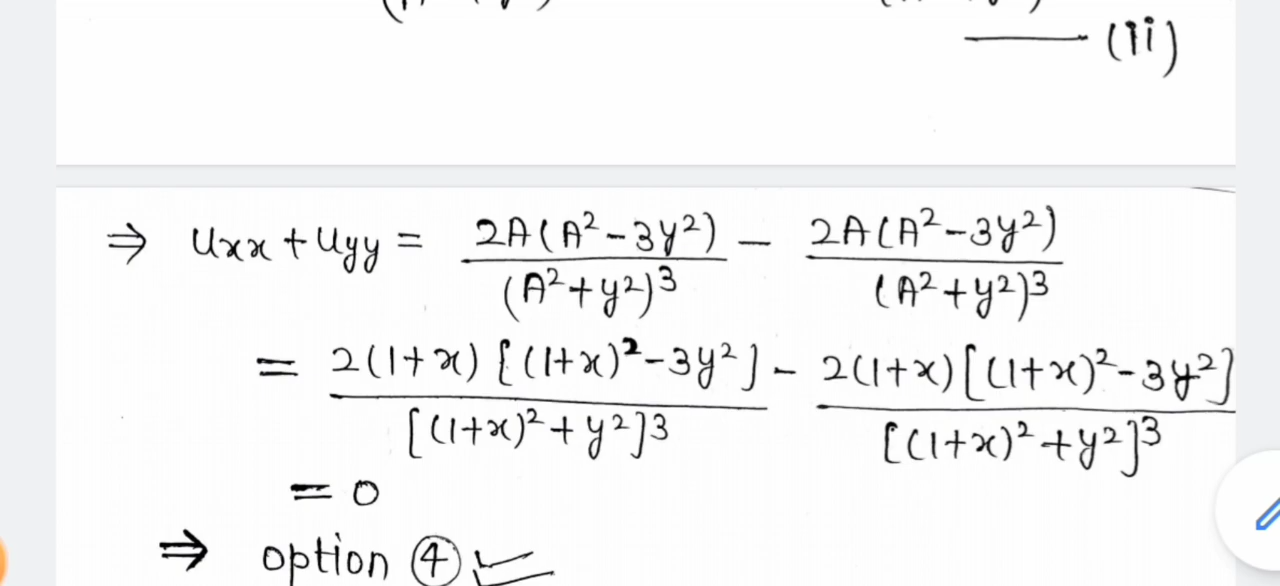 (ii)
⇒ Uxx + Uyy = 2A(A²-3y²)/(A²+y²)³ - 2A(A²-3y²)/(A²+y²)³
= 2(1+x)[(1+x)²-3y²]/[(1+x)²+y²]³ - 2(1+x)[(1+x)²-3y²]/[(1+x)²+y²]³
= 0
⇒ option ④